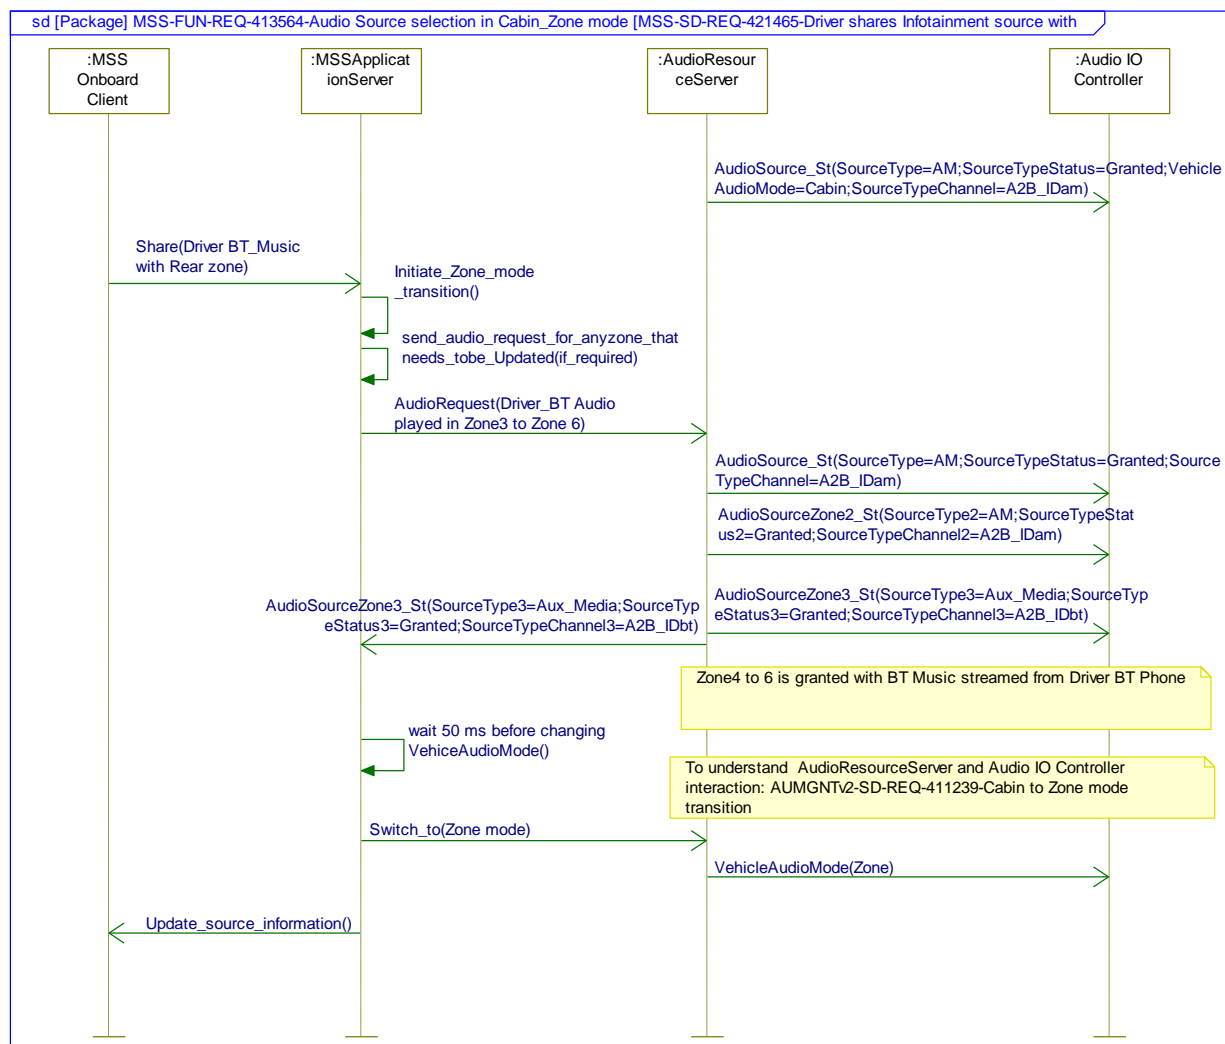 sd [Package] MSS-FUN-REQ-413564-Audio Source selection in Cabin_Zone mode [MSS-SD-REQ-421465-Driver shares Infotainment source with
:MSS
Onboard
Client
:MSSApplicat
ionServer
:AudioResour
ceServer
:Audio IO
Controller
AudioSource_St(SourceType=AM;SourceTypeStatus=Granted;Vehicle
AudioMode=Cabin;SourceTypeChannel=A2B_IDam)
Share(Driver BT_Music
with Rear zone)
Initiate_Zone_mode
_transition()
send_audio_request_for_anyzone_that
needs_tobe_Updated(if_required)
AudioRequest(Driver_BT Audio
played in Zone3 to Zone 6)
AudioSource_St(SourceType=AM;SourceTypeStatus=Granted;Source
TypeChannel=A2B_IDam)
AudioSourceZone2_St(SourceType2=AM;SourceTypeStat
us2=Granted;SourceTypeChannel2=A2B_IDam)
AudioSourceZone3_St(SourceType3=Aux_Media;SourceTyp
eStatus3=Granted;SourceTypeChannel3=A2B_IDbt)
AudioSourceZone3_St(SourceType3=Aux_Media;SourceTyp
eStatus3=Granted;SourceTypeChannel3=A2B_IDbt)
Zone4 to 6 is granted with BT Music streamed from Driver BT Phone
wait 50 ms before changing
VehiceAudioMode()
To understand  AudioResourceServer and Audio IO Controller
interaction: AUMGNTv2-SD-REQ-411239-Cabin to Zone mode
transition
Switch_to(Zone mode)
VehicleAudioMode(Zone)
Update_source_information()